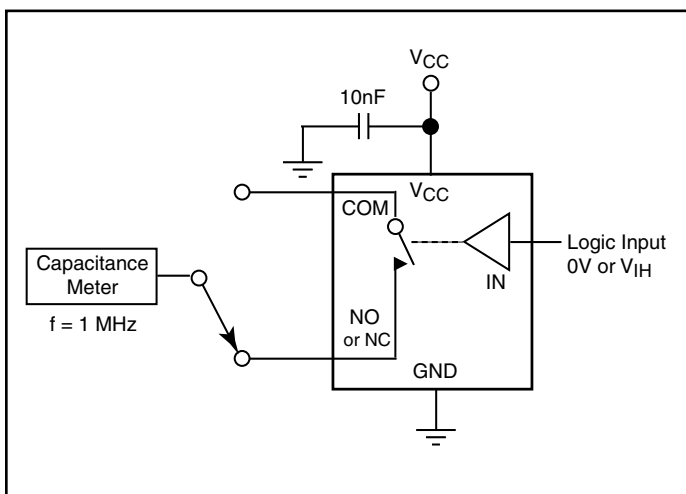 VCC
10nF
VCC
COM
Logic Input
0V or VIH
IN
Capacitance
Meter
f = 1 MHz
NO
or NC
GND